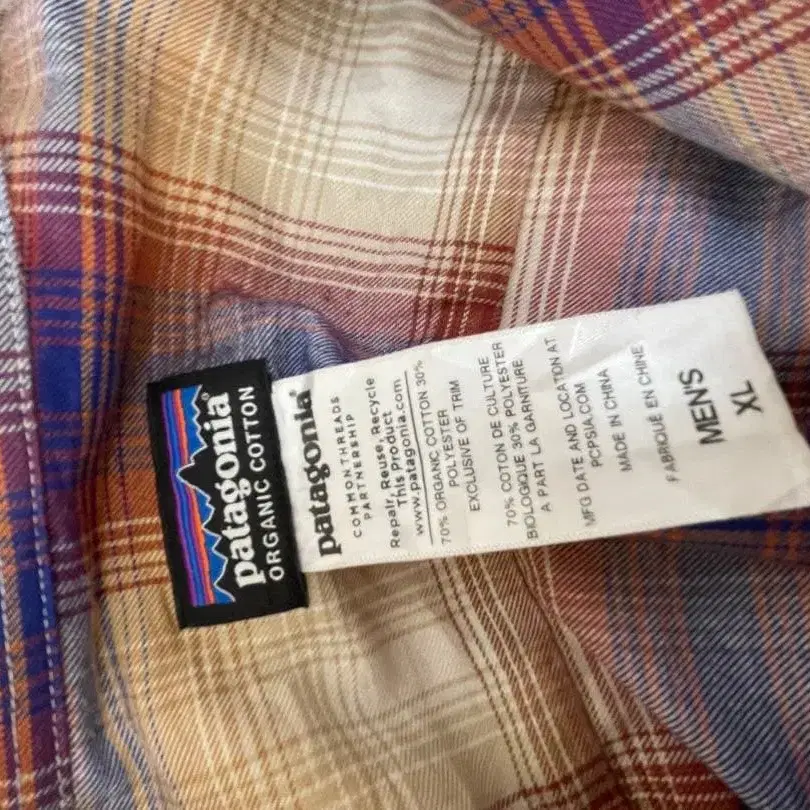 patagonia®
ORGANIC COTTON
patagonia®
COMMON THREADS
PARTNERSHIP
Repair, Reuse, Recycle
This Product
www.patagonia.com
70% ORGANIC COTTON 30%
POLYESTER
EXCLUSIVE OF TRIM
70% COTON DE CULTURE
BIOLOGIQUE 30% POLYESTER
A PART LA GARNITURE
MFG DATE AND LOCATION AT
PCPSIA.COM
MADE IN CHINA
FABRIQUE EN CHINE
MEN'S
XL